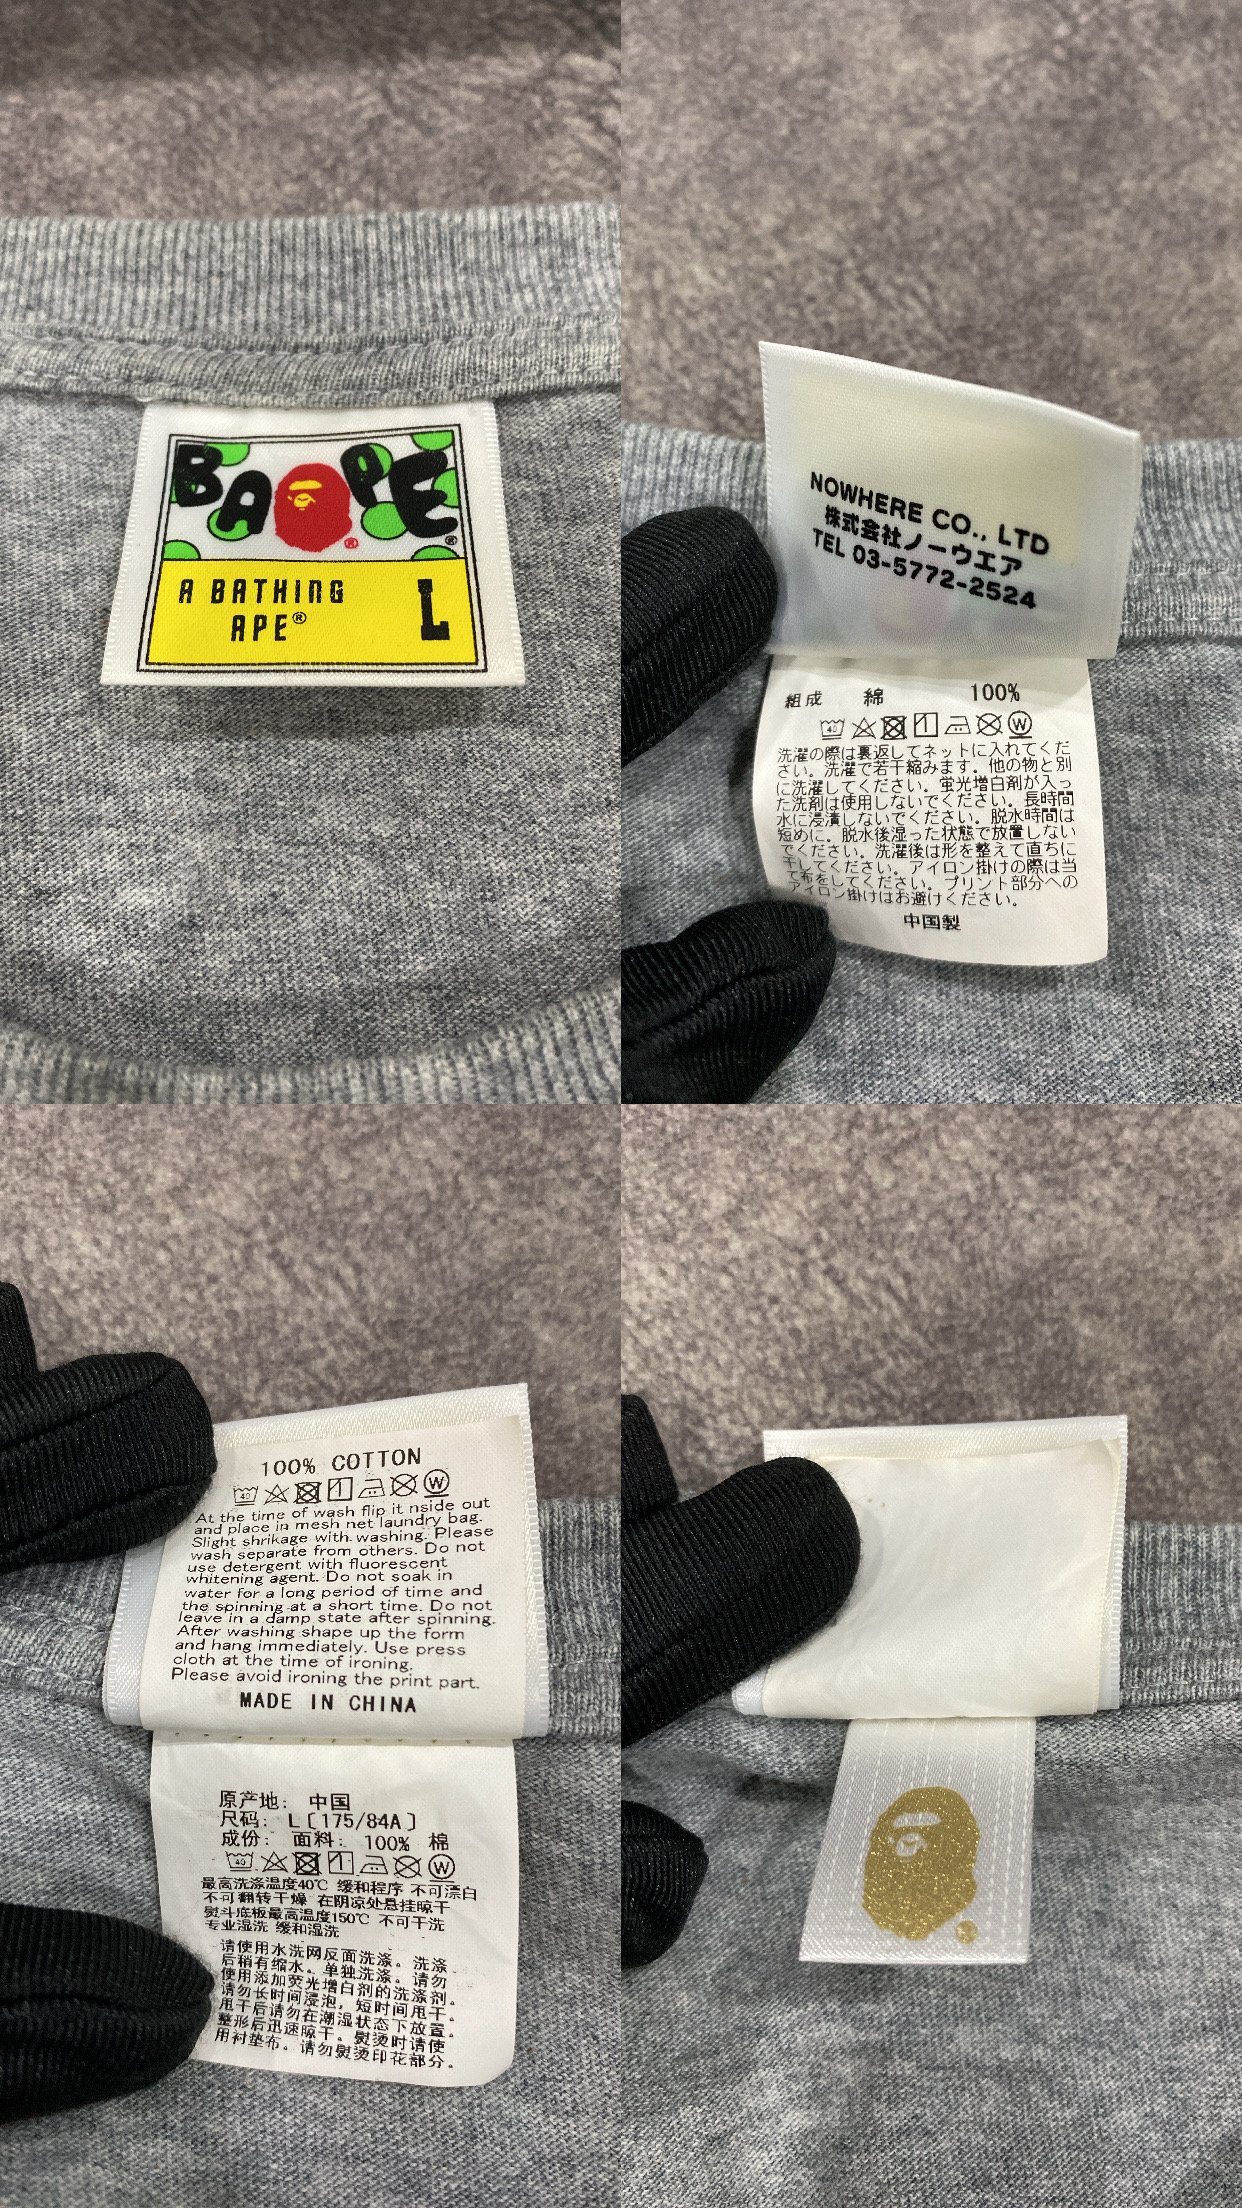 BAPE®
®
A BATHING
APE®
L
NOWHERE CO., LTD
株式会社ノーウエア
TEL 03-5772-2524
組成 綿 100%
40 1 W
洗濯の際は裏返してネットに入れてくだ
さい。洗濯で若干縮みます。他の物と別
に洗濯してください。蛍光増白剤が入っ
た洗剤は使用しないでください。長時間
水に浸漬しないでください。脱水時間は
短めに。脱水後湿った状態で放置しない
でください。洗濯後は形を整えて直ちに
干してください。アイロン掛けの際は当
て布をしてください。プリント部分への
アイロン掛けはお避けください。
中国製
100% COTTON
40 1 W
At the time of wash flip it nside out
and place in mesh net laundry bag.
Slight shrikage with washing. Please
wash separate from others. Do not
use detergent with fluorescent
whitening agent. Do not soak in
water for a long period of time and
the spinning at a short time. Do not
leave in a damp state after spinning.
After washing shape up the form
and hang immediately. Use press
cloth at the time of ironing.
Please avoid ironing the print part.
MADE IN CHINA
原产地: 中国
尺码: L〔175/84A〕
成份: 面料: 100% 棉
40 1 W
最高洗涤温度40℃ 缓和程序 不可漂白
不可翻转干燥 在阴凉处悬挂晾干
熨斗底板最高温度150℃ 不可干洗
专业湿洗 缓和湿洗
请使用水洗网反面洗涤。洗涤
后稍有缩水。单独洗涤。请勿
使用添加荧光增白剂的洗涤剂。
请勿长时间浸泡，短时间甩干。
甩干后请勿在潮湿状态下放置。
整形后迅速晾干。熨烫时请使
用衬垫布。请勿熨烫印花部分。
®